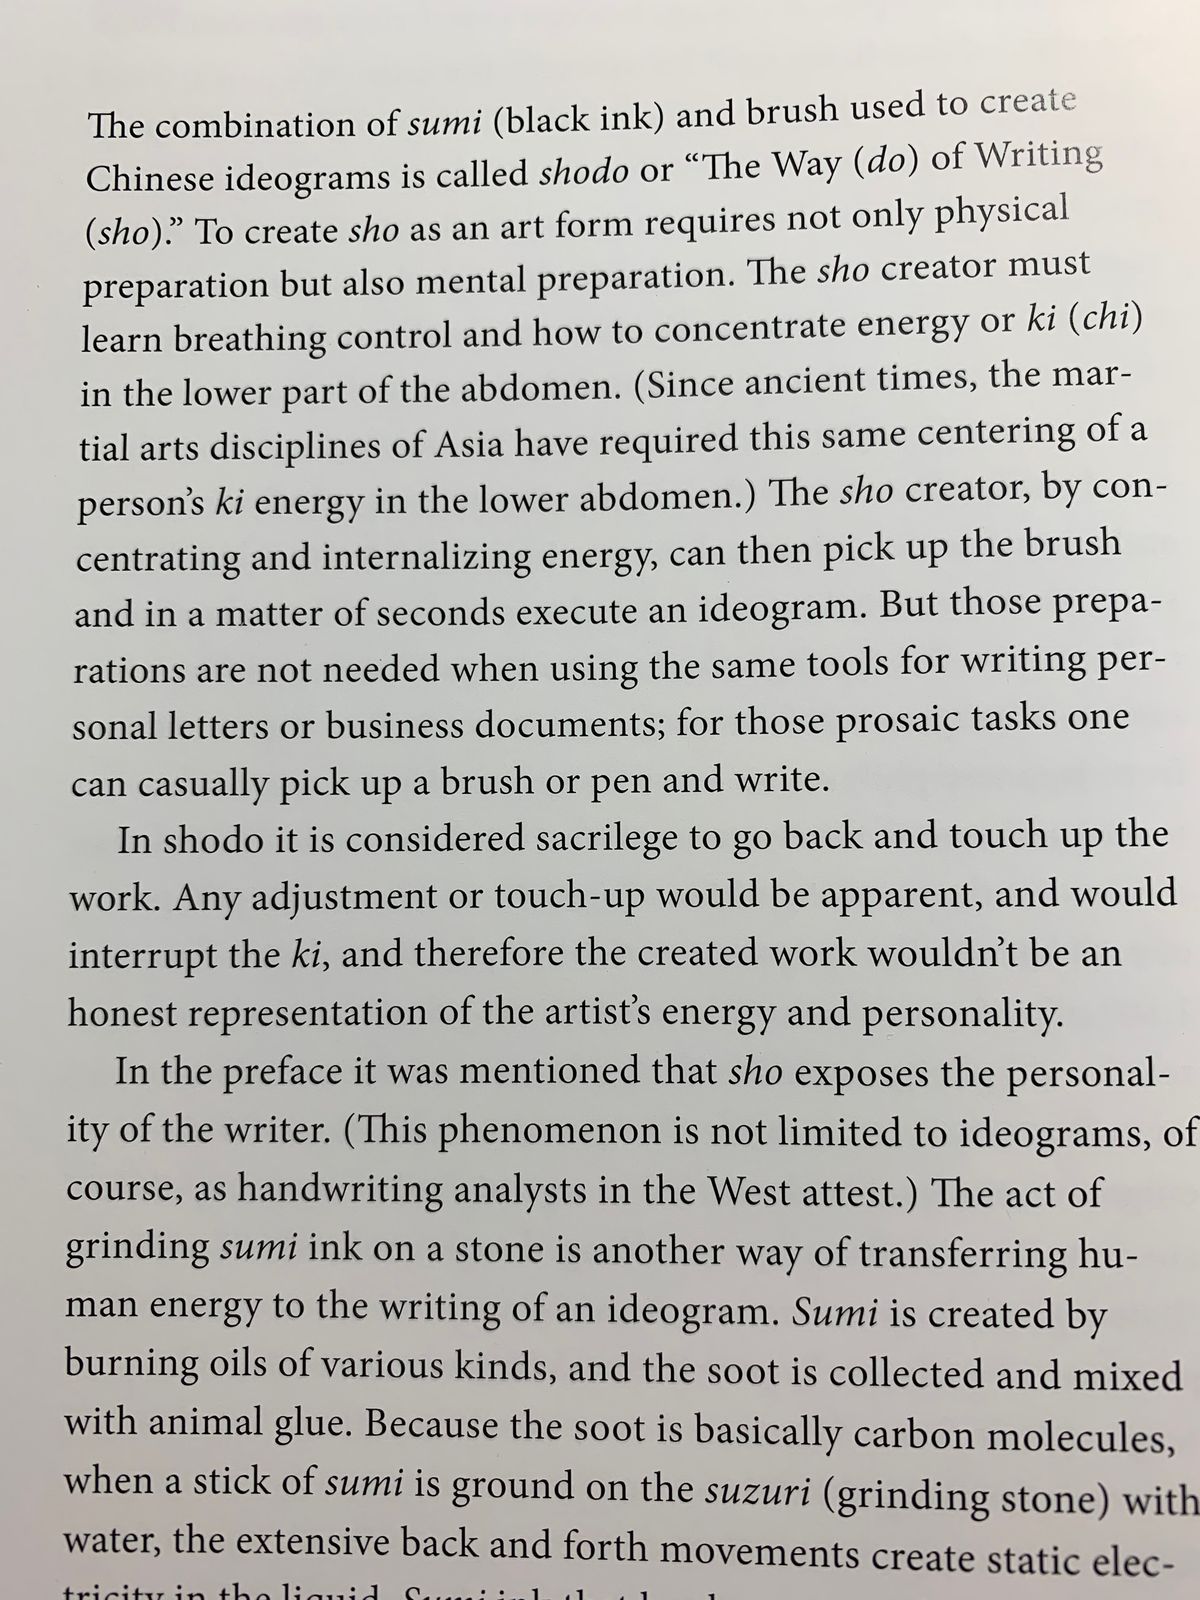 The combination of sumi (black ink) and brush used to create
Chinese ideograms is called shodo or “The Way (do) of Writing
(sho).” To create sho as an art form requires not only physical
preparation but also mental preparation. The sho creator must
learn breathing control and how to concentrate energy or ki (chi)
in the lower part of the abdomen. (Since ancient times, the mar-
tial arts disciplines of Asia have required this same centering of a
person’s ki energy in the lower abdomen.) The sho creator, by con-
centrating and internalizing energy, can then pick up the brush
and in a matter of seconds execute an ideogram. But those prepa-
rations are not needed when using the same tools for writing per-
sonal letters or business documents; for those prosaic tasks one
can casually pick up a brush or pen and write.
In shodo it is considered sacrilege to go back and touch up the
work. Any adjustment or touch-up would be apparent, and would
interrupt the ki, and therefore the created work wouldn’t be an
honest representation of the artist’s energy and personality.
In the preface it was mentioned that sho exposes the personal-
ity of the writer. (This phenomenon is not limited to ideograms, of
course, as handwriting analysts in the West attest.) The act of
grinding sumi ink on a stone is another way of transferring hu-
man energy to the writing of an ideogram. Sumi is created by
burning oils of various kinds, and the soot is collected and mixed
with animal glue. Because the soot is basically carbon molecules,
when a stick of sumi is ground on the suzuri (grinding stone) with
water, the extensive back and forth movements create static elec-
tricity in the liquid. Sumi ink that